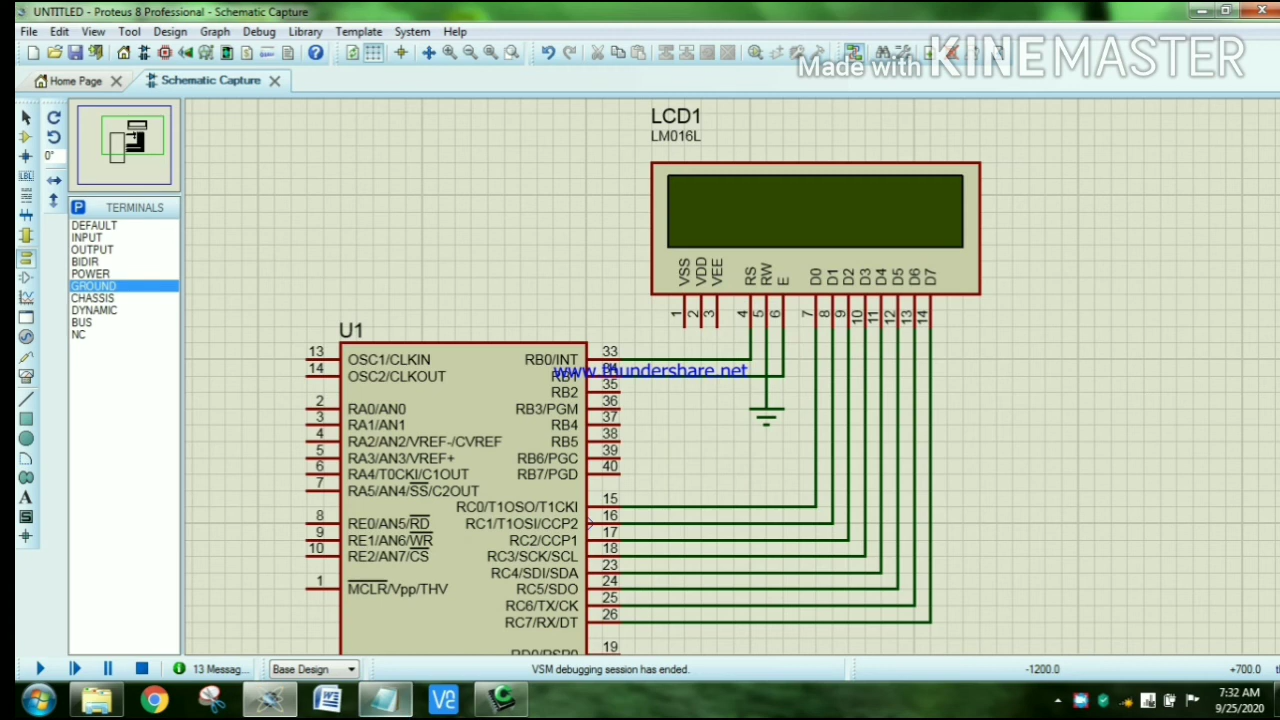 UNTITLED - Proteus 8 Professional - Schematic Capture
File Edit View Tool Design Graph Debug Library Template System Help
Made with KINEMASTER
Home Page Schematic Capture
LCD1
LM016L
0°
LBL
P TERMINALS
DEFAULT
INPUT
OUTPUT
BIDIR
POWER
GROUND
CHASSIS
DYNAMIC
BUS
NC
A
S
VSS VDD VEE RS RW E D0 D1 D2 D3 D4 D5 D6 D7
1 2 3 4 5 6 7 8 9 10 11 12 13 14
U1
13 OSC1/CLKIN RB0/INT 33
14 OSC2/CLKOUT RB1 34
www.thundershare.net
RB2 35
2 RA0/AN0 RB3/PGM 36
3 RA1/AN1 RB4 37
4 RA2/AN2/VREF-/CVREF RB5 38
5 RA3/AN3/VREF+ RB6/PGC 39
6 RA4/T0CKI/C1OUT RB7/PGD 40
7 RA5/AN4/SS/C2OUT
RC0/T1OSO/T1CKI 15
8 RE0/AN5/RD RC1/T1OSI/CCP2 16
9 RE1/AN6/WR RC2/CCP1 17
10 RE2/AN7/CS RC3/SCK/SCL 18
RC4/SDI/SDA 23
1 MCLR/Vpp/THV RC5/SDO 24
RC6/TX/CK 25
RC7/RX/DT 26
RD0/PSP0 19
13 Messag... Base Design VSM debugging session has ended. -1200.0 +700.0 th
7:32 AM
9/25/2020